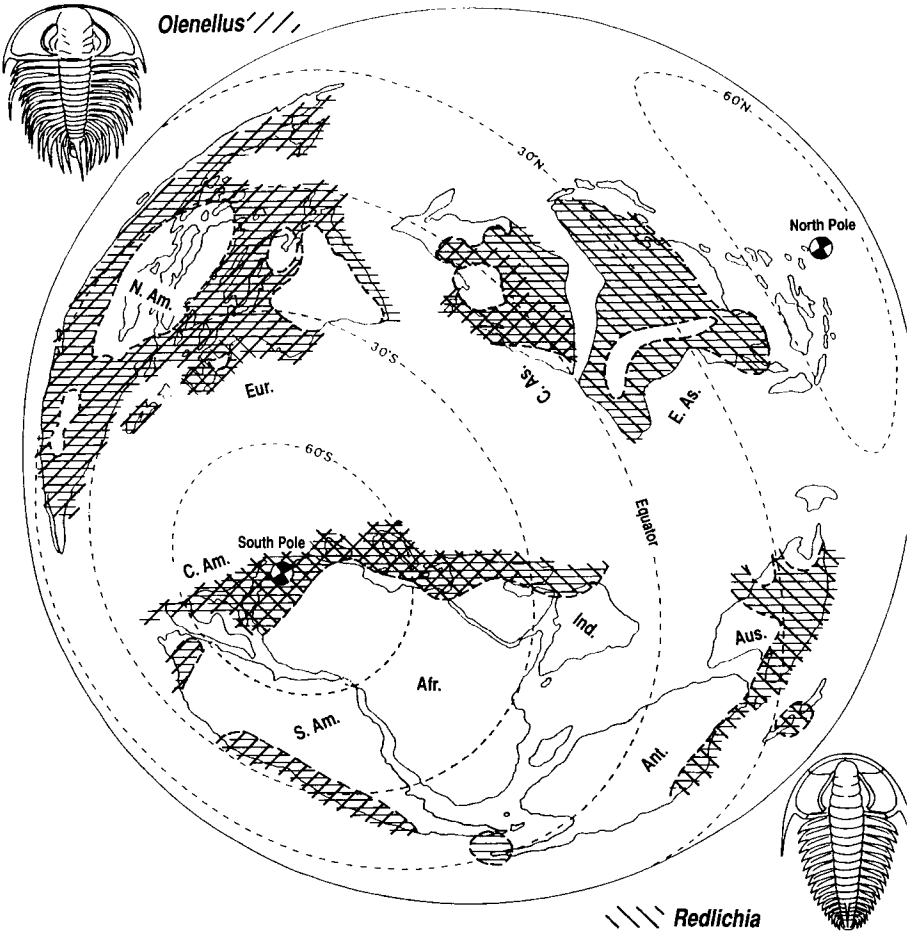 Olenellus
60°N
30°N
North Pole
N. Am.
30°S
Eur.
C. As.
E. As.
60°S
Equator
South Pole
C. Am.
Ind.
Aus.
Afr.
S. Am.
Ant.
Redlichia